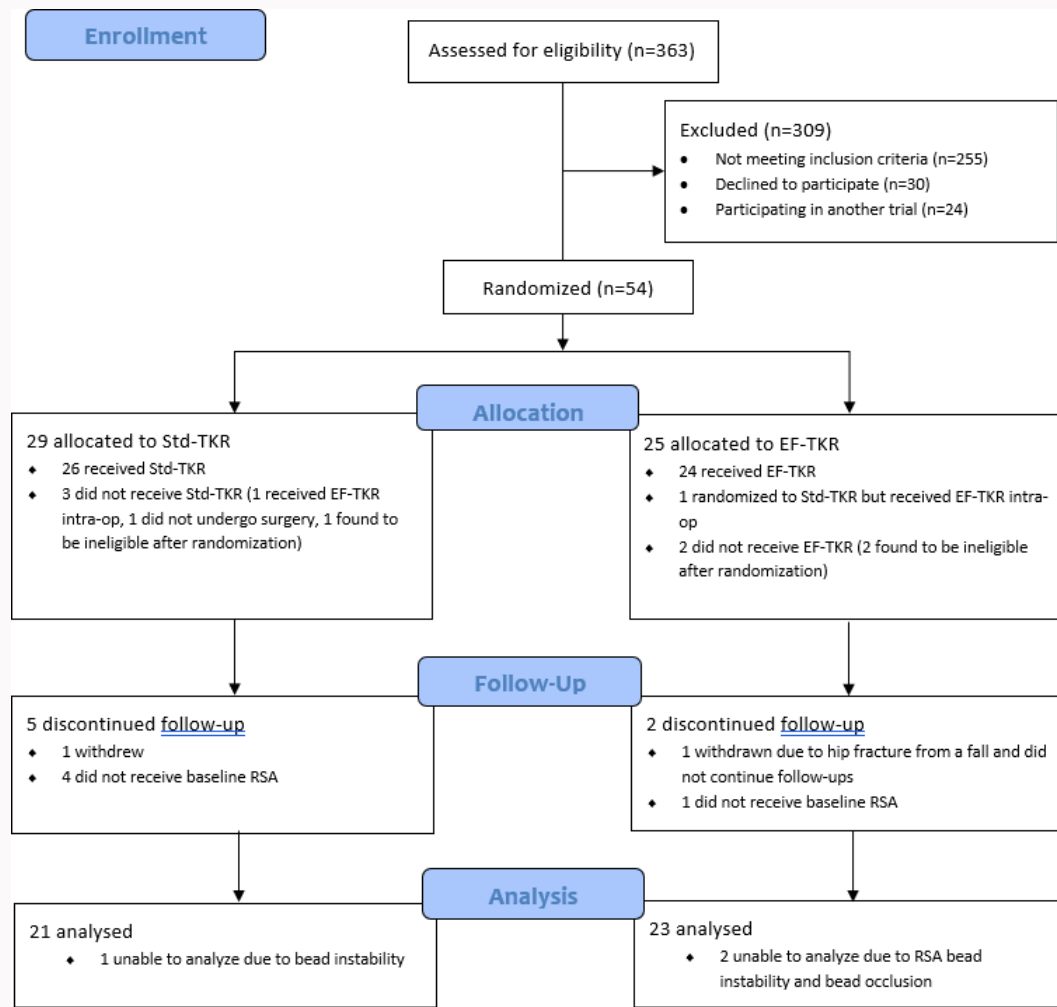 Enrollment
Assessed for eligibility (n=363)
Excluded (n=309)
• Not meeting inclusion criteria (n=255)
• Declined to participate (n=30)
• Participating in another trial (n=24)
Randomized (n=54)
Allocation
29 allocated to Std-TKR
♦ 26 received Std-TKR
♦ 3 did not receive Std-TKR (1 received EF-TKR
intra-op, 1 did not undergo surgery, 1 found to
be ineligible after randomization)
25 allocated to EF-TKR
♦ 24 received EF-TKR
♦ 1 randomized to Std-TKR but received EF-TKR intra-
op
♦ 2 did not receive EF-TKR (2 found to be ineligible
after randomization)
Follow-Up
5 discontinued follow-up
♦ 1 withdrew
♦ 4 did not receive baseline RSA
2 discontinued follow-up
♦ 1 withdrawn due to hip fracture from a fall and did
not continue follow-ups
♦ 1 did not receive baseline RSA
Analysis
21 analysed
♦ 1 unable to analyze due to bead instability
23 analysed
♦ 2 unable to analyze due to RSA bead
instability and bead occlusion